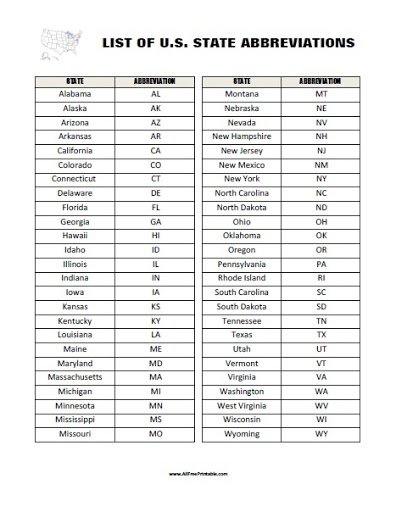 LIST OF U.S. STATE ABBREVIATIONS
STATE ABBREVIATION
Alabama AL
Alaska AK
Arizona AZ
Arkansas AR
California CA
Colorado CO
Connecticut CT
Delaware DE
Florida FL
Georgia GA
Hawaii HI
Idaho ID
Illinois IL
Indiana IN
Iowa IA
Kansas KS
Kentucky KY
Louisiana LA
Maine ME
Maryland MD
Massachusetts MA
Michigan MI
Minnesota MN
Mississippi MS
Missouri MO
STATE ABBREVIATION
Montana MT
Nebraska NE
Nevada NV
New Hampshire NH
New Jersey NJ
New Mexico NM
New York NY
North Carolina NC
North Dakota ND
Ohio OH
Oklahoma OK
Oregon OR
Pennsylvania PA
Rhode Island RI
South Carolina SC
South Dakota SD
Tennessee TN
Texas TX
Utah UT
Vermont VT
Virginia VA
Washington WA
West Virginia WV
Wisconsin WI
Wyoming WY
www.AllFreePrintable.com